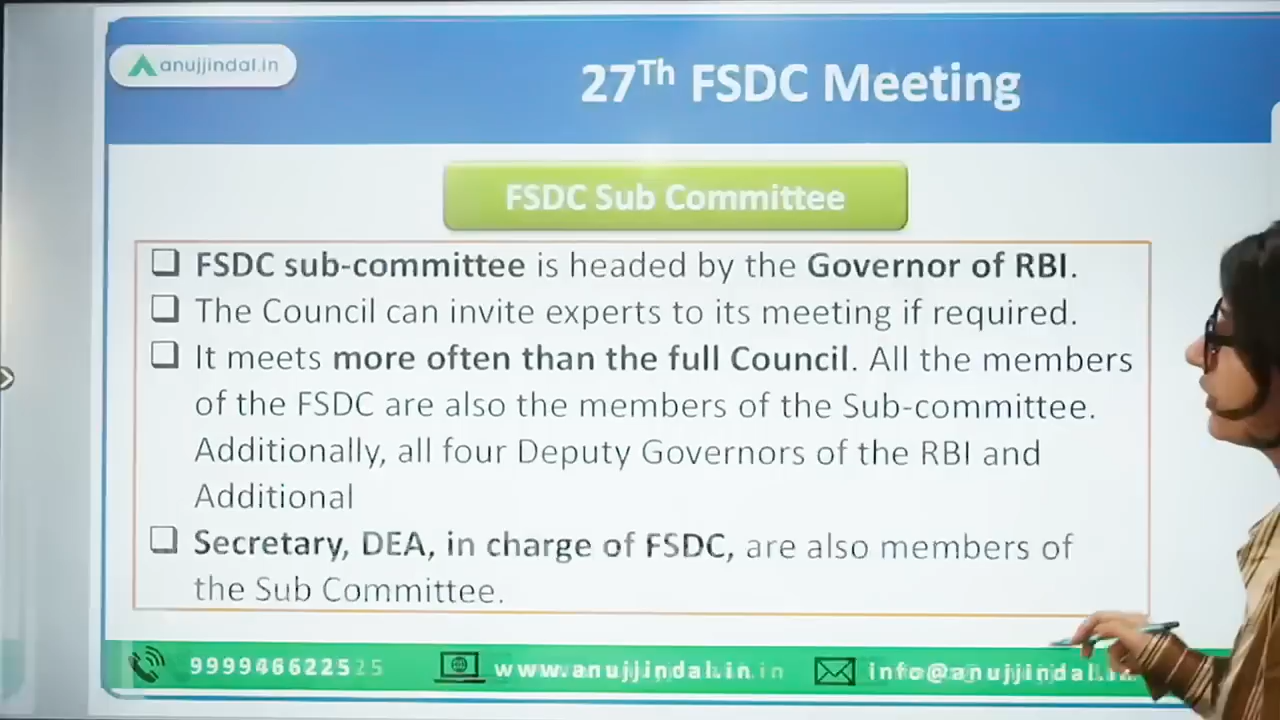 anujjindal.in
27Th FSDC Meeting
FSDC Sub Committee
FSDC sub-committee is headed by the Governor of RBI.
The Council can invite experts to its meeting if required.
It meets more often than the full Council. All the members
of the FSDC are also the members of the Sub-committee.
Additionally, all four Deputy Governors of the RBI and
Additional
Secretary, DEA, in charge of FSDC, are also members of
the Sub Committee.
9999466225
www.anujjindal.in
info@anujjindal.in